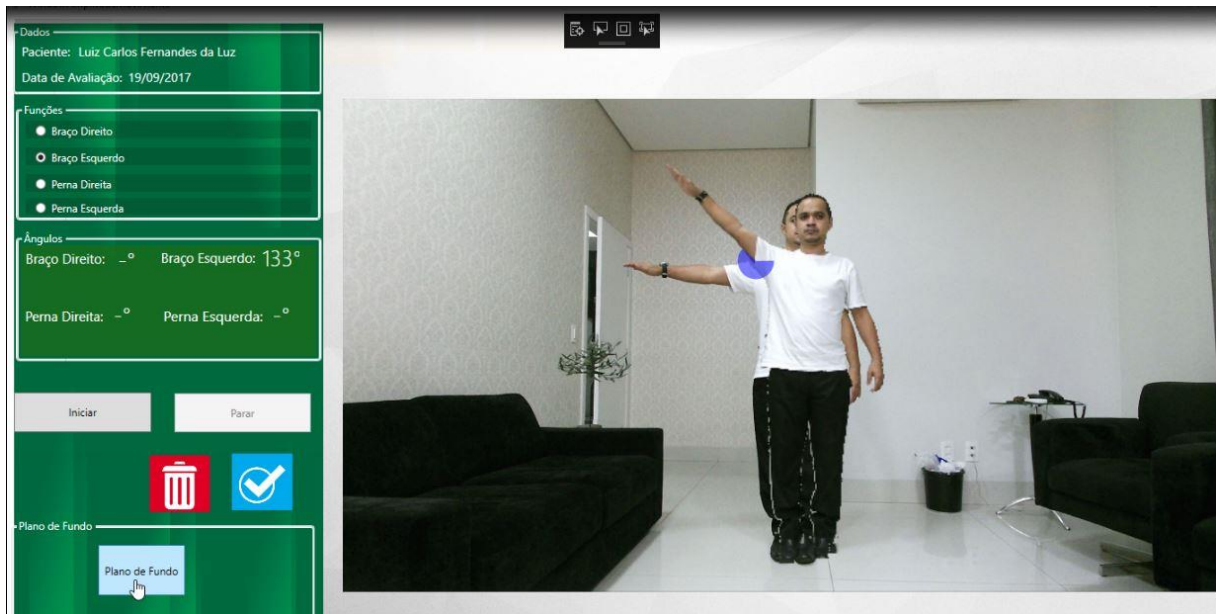 Dados
Paciente: Luiz Carlos Fernandes da Luz
Data de Avaliação: 19/09/2017
Funções
Braço Direito
Braço Esquerdo
Perna Direita
Perna Esquerda
Ângulos
Braço Direito: -° Braço Esquerdo: 133°
Perna Direita: -° Perna Esquerda: -°
Iniciar Parar
Plano de Fundo
Plano de Fundo